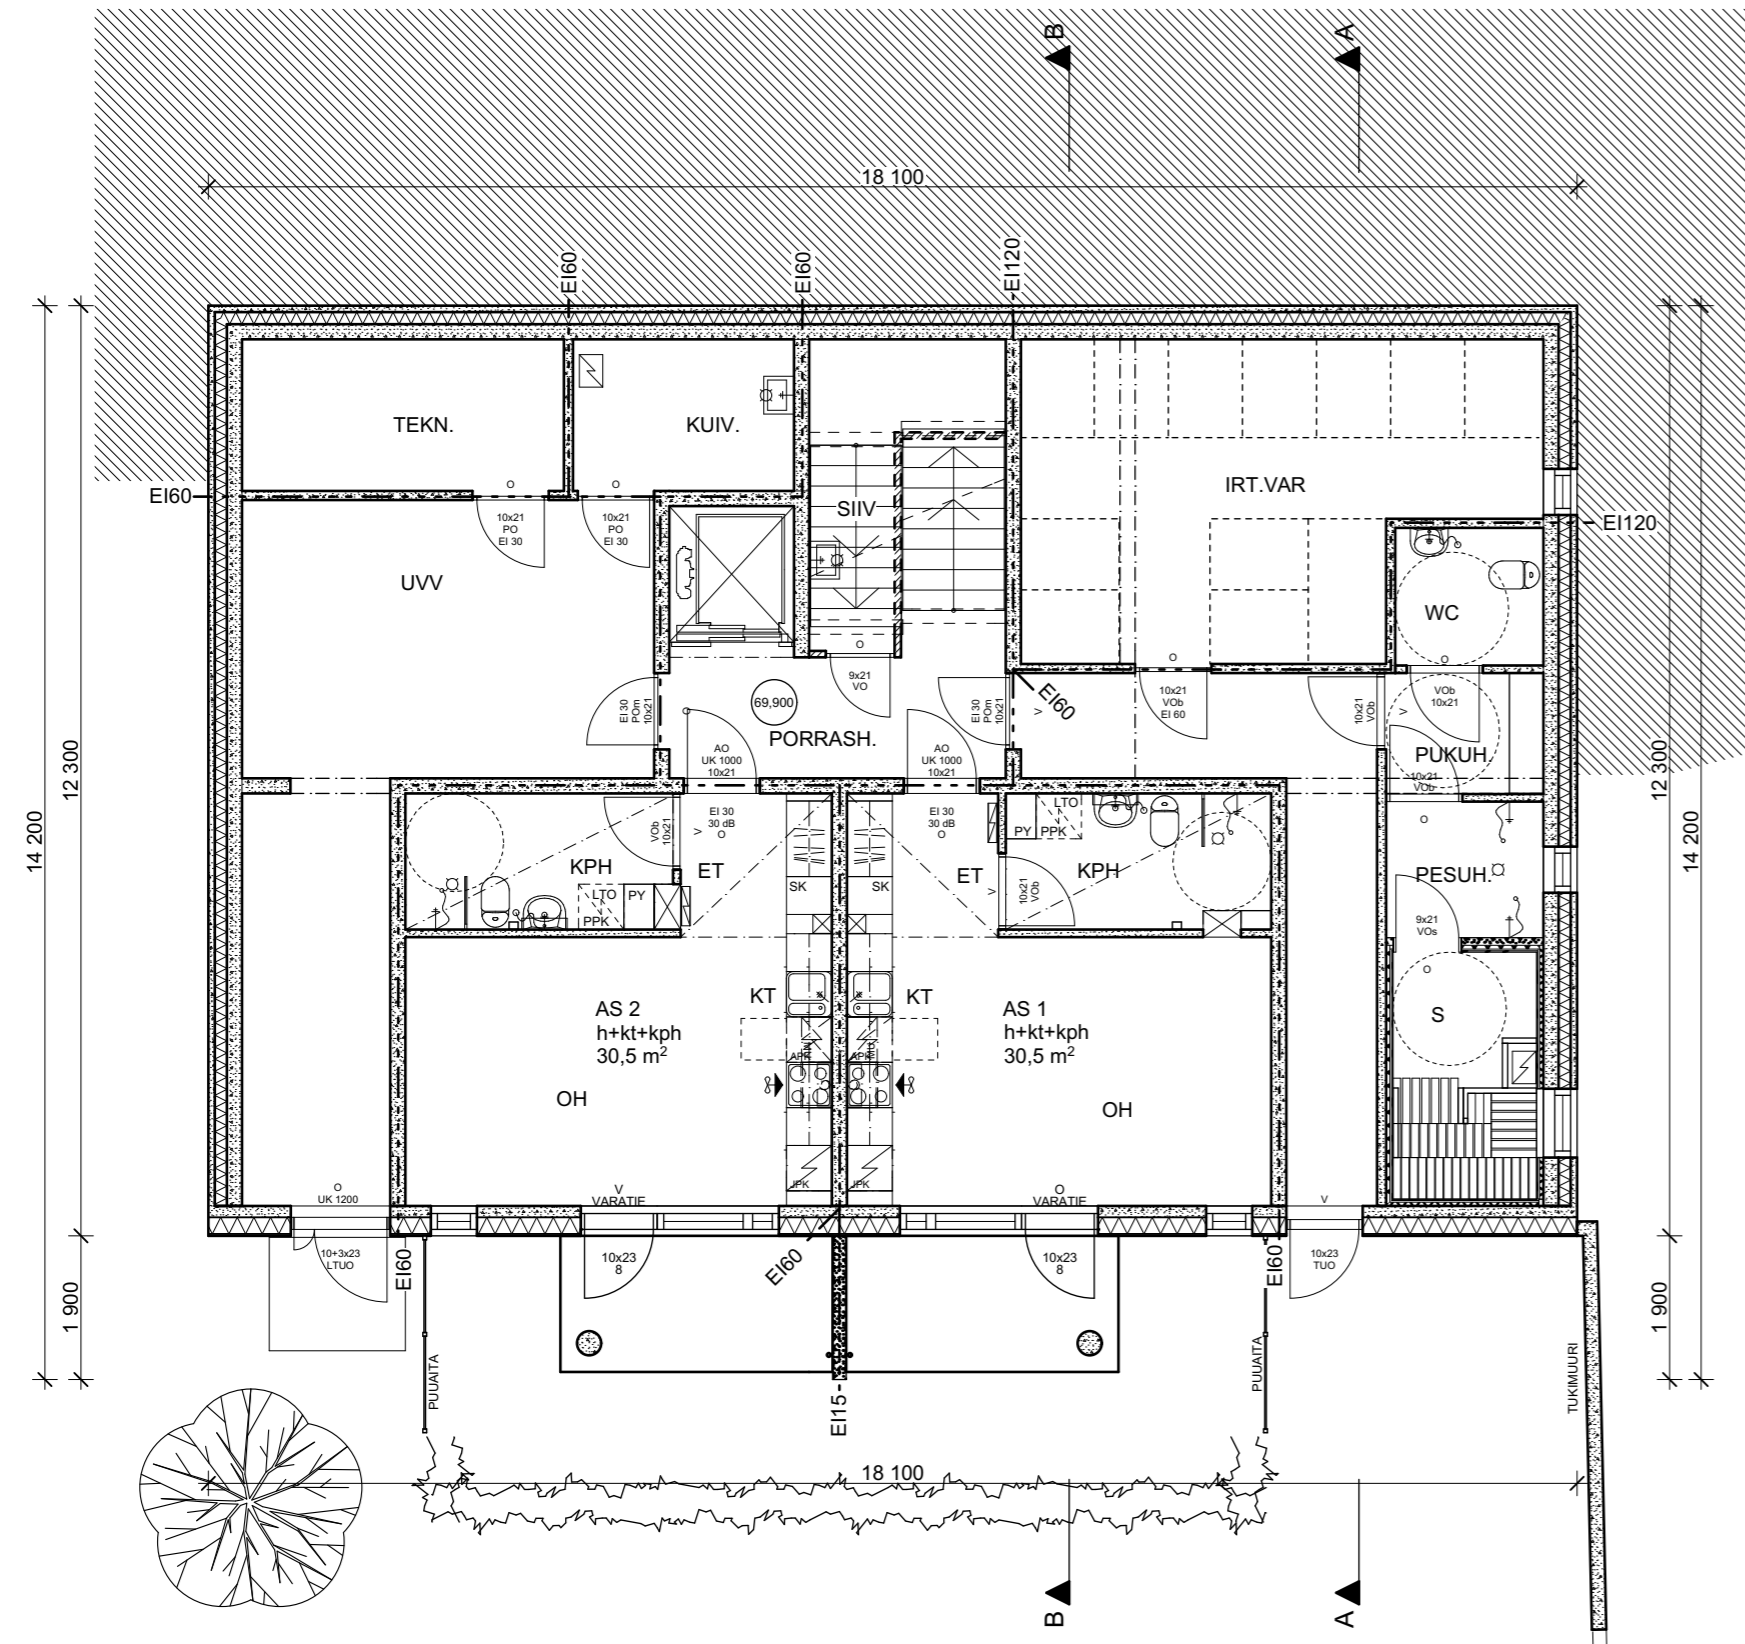 B
A
18 100
EI60
EI60
EI120
TEKN.
KUIV.
SIIV
IRT.VAR
EI60
EI120
10x21
PO
EI 30
10x21
PO
EI 30
O
O
UVV
WC
O
9x21
VO
O
EI 30
POm
10x21
69,900
PORRASH.
EI 30
POm
10x21
EI60
V
O
10x21
VOb
EI 60
10x21
VOb
V
VOb
10x21
PUKUH.
10x21
VOb
O
AO
UK 1000
10x21
AO
UK 1000
10x21
14 200
12 300
12 300
14 200
EI 30
30 dB
O
EI 30
30 dB
O
VOb
10x21
V
KPH
ET
LTO
PY
PPK
SK
SK
ET
V
10x21
VOb
KPH
LTO
PY
PPK
PESUH.
9x21
VOs
O
S
KT
KT
AS 2
h+kt+kph
30,5 m²
AS 1
h+kt+kph
30,5 m²
APK
APK
OH
OH
JPK
JPK
O
UK 1200
V
VARATIE
O
VARATIE
V
10+3x23
LTUO
EI60
10x23
8
EI60
10x23
8
EI60
10x23
TUO
1 900
1 900
PUUAITA
PUUAITA
TUKIMUURI
EI15
18 100
B
A